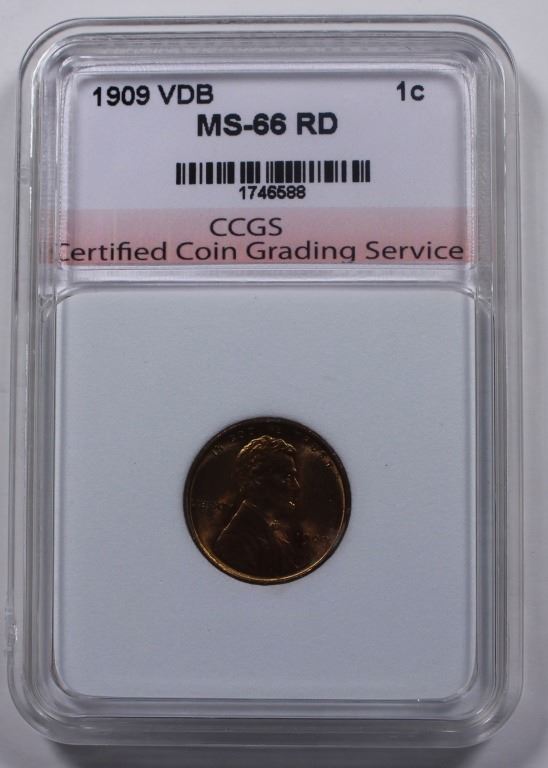 1909 VDB 1c
MS-66 RD
1746588
CCGS
Certified Coin Grading Service